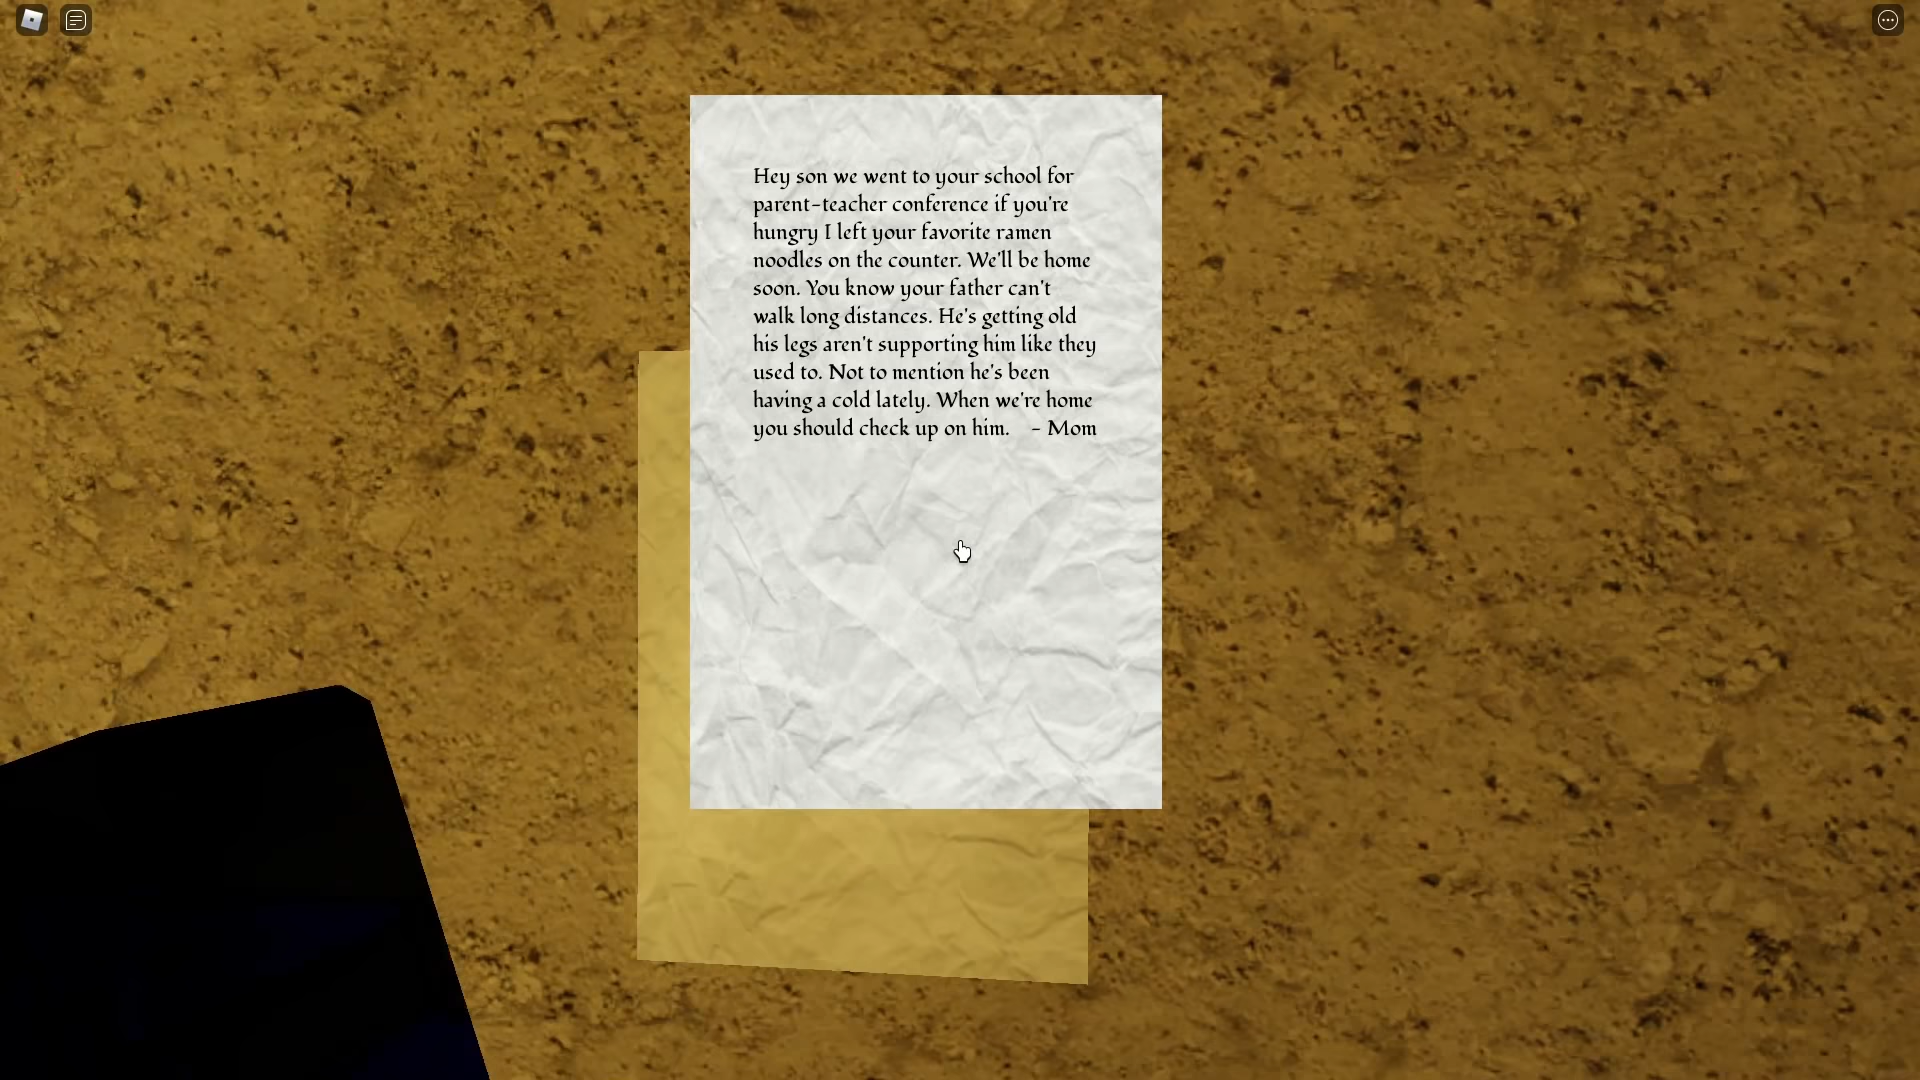 Hey son we went to your school for
parent-teacher conference if you're
hungry I left your favorite ramen
noodles on the counter. We'll be home
soon. You know your father can't
walk long distances. He's getting old
his legs aren't supporting him like they
used to. Not to mention he's been
having a cold lately. When we're home
you should check up on him. - Mom